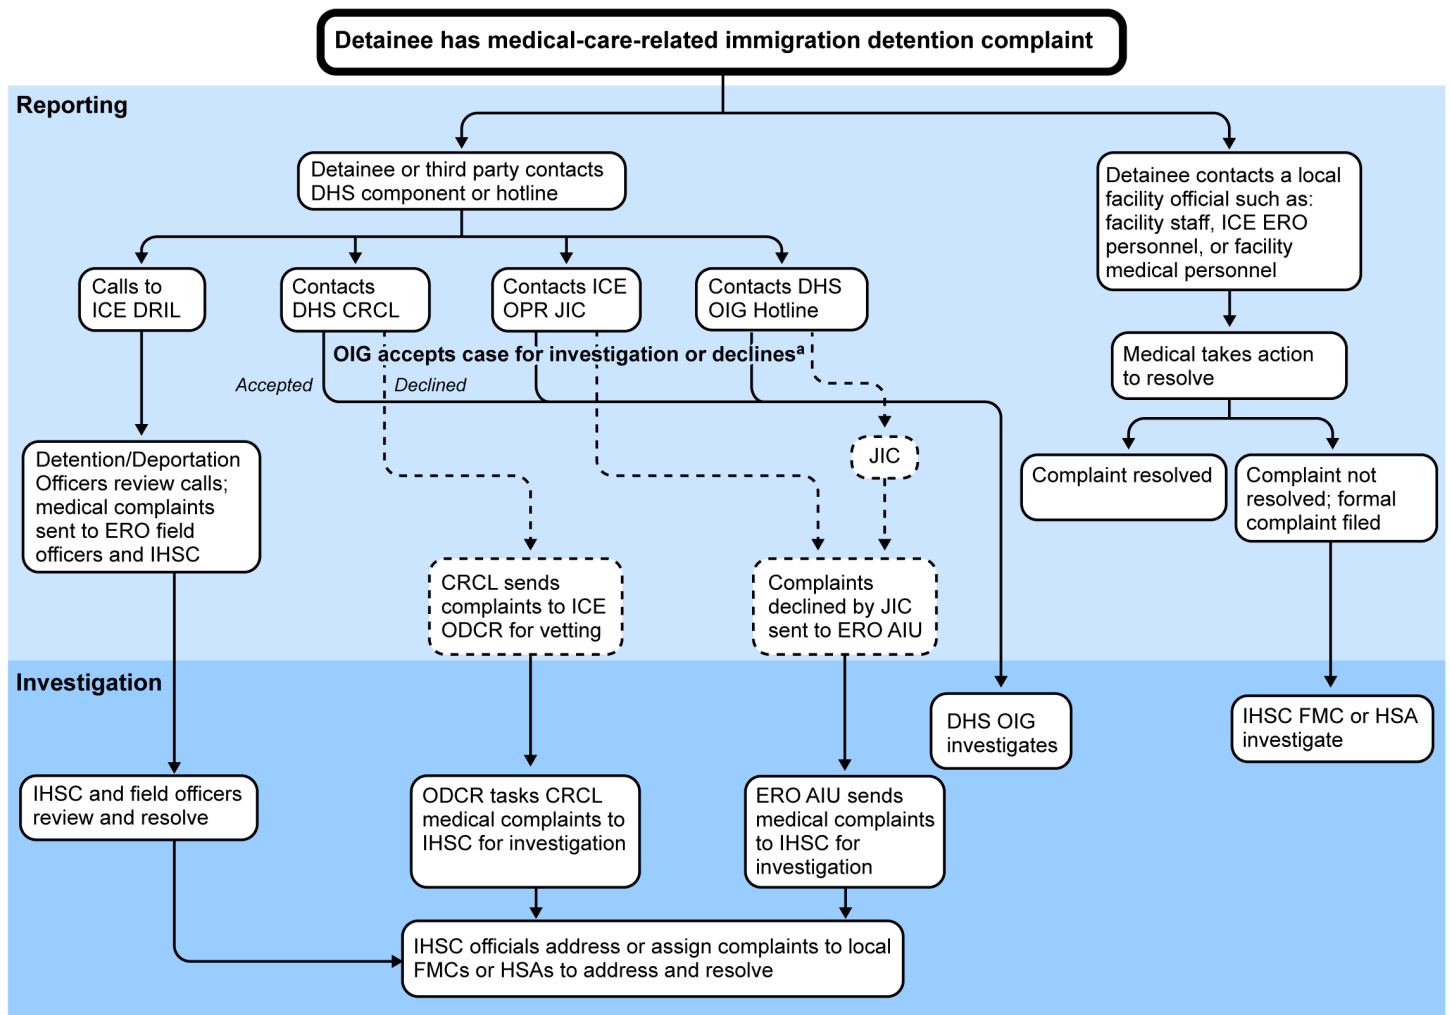 Detainee has medical-care-related immigration detention complaint
Reporting
Detainee or third party contacts
DHS component or hotline
Detainee contacts a local
facility official such as:
facility staff, ICE ERO
personnel, or facility
medical personnel
Calls to
ICE DRIL
Contacts
DHS CRCL
Contacts ICE
OPR JIC
Contacts DHS
OIG Hotline
OIG accepts case for investigation or declinesa
Accepted
Declined
Medical takes action
to resolve
JIC
Detention/Deportation
Officers review calls;
medical complaints
sent to ERO field
officers and IHSC
Complaint resolved
Complaint not
resolved; formal
complaint filed
CRCL sends
complaints to ICE
ODCR for vetting
Complaints
declined by JIC
sent to ERO AIU
Investigation
DHS OIG
investigates
IHSC FMC or HSA
investigate
IHSC and field officers
review and resolve
ODCR tasks CRCL
medical complaints to
IHSC for investigation
ERO AIU sends
medical complaints
to IHSC for
investigation
IHSC officials address or assign complaints to local
FMCs or HSAs to address and resolve